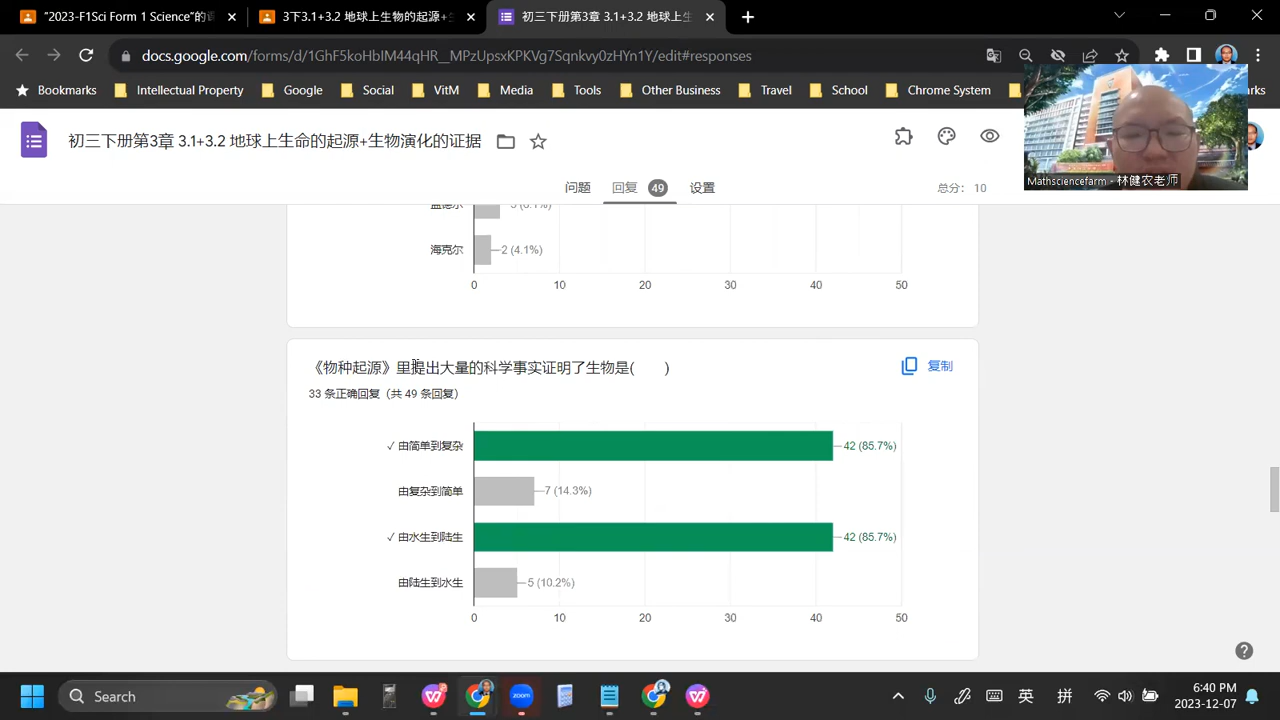 "2023-F1Sci Form 1 Science"的
3下3.1+3.2 地球上生物的起源+
初三下册第3章 3.1+3.2 地球上
docs.google.com/forms/d/1GhF5koHbIM44qHR__MPzUpsxKPKVg7Sqnkvy0zHYn1Y/edit#responses
Bookmarks Intellectual Property Google Social VitM Media Tools Other Business Travel School Chrome System
初三下册第3章 3.1+3.2 地球上生命的起源+生物演化的证据
Mathsciencefarm - 林健农老师
问题 回复 49 设置
总分: 10
孟德尔
海克尔 2 (4.1%)
0 10 20 30 40 50
《物种起源》里提出大量的科学事实证明了生物是( )
复制
33 条正确回复（共 49 条回复）
✓ 由简单到复杂 42 (85.7%)
由复杂到简单 7 (14.3%)
✓ 由水生到陆生 42 (85.7%)
由陆生到水生 5 (10.2%)
0 10 20 30 40 50
Search
zoom
英 拼
6:40 PM
2023-12-07